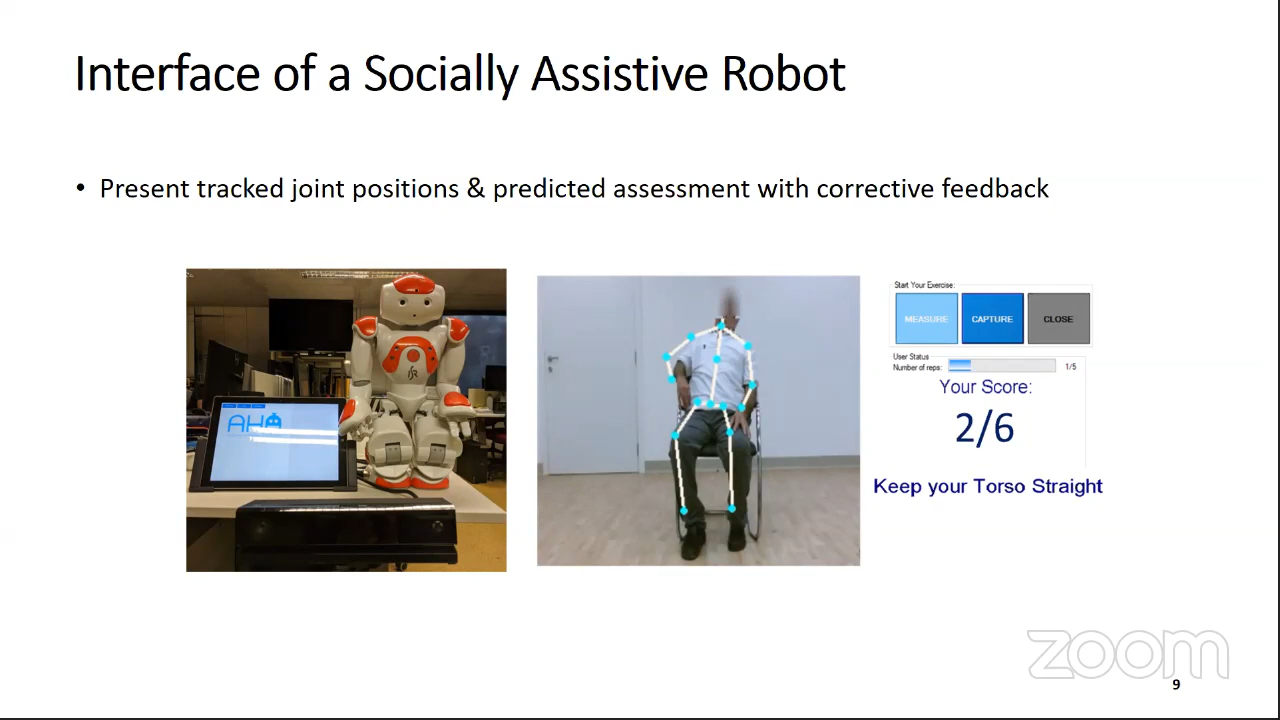 Interface of a Socially Assistive Robot
• Present tracked joint positions & predicted assessment with corrective feedback
AHA
ISR
Start Your Exercise:
MEASURE CAPTURE CLOSE
User Status
Number of reps: 1/5
Your Score:
2/6
Keep your Torso Straight
zoom
9